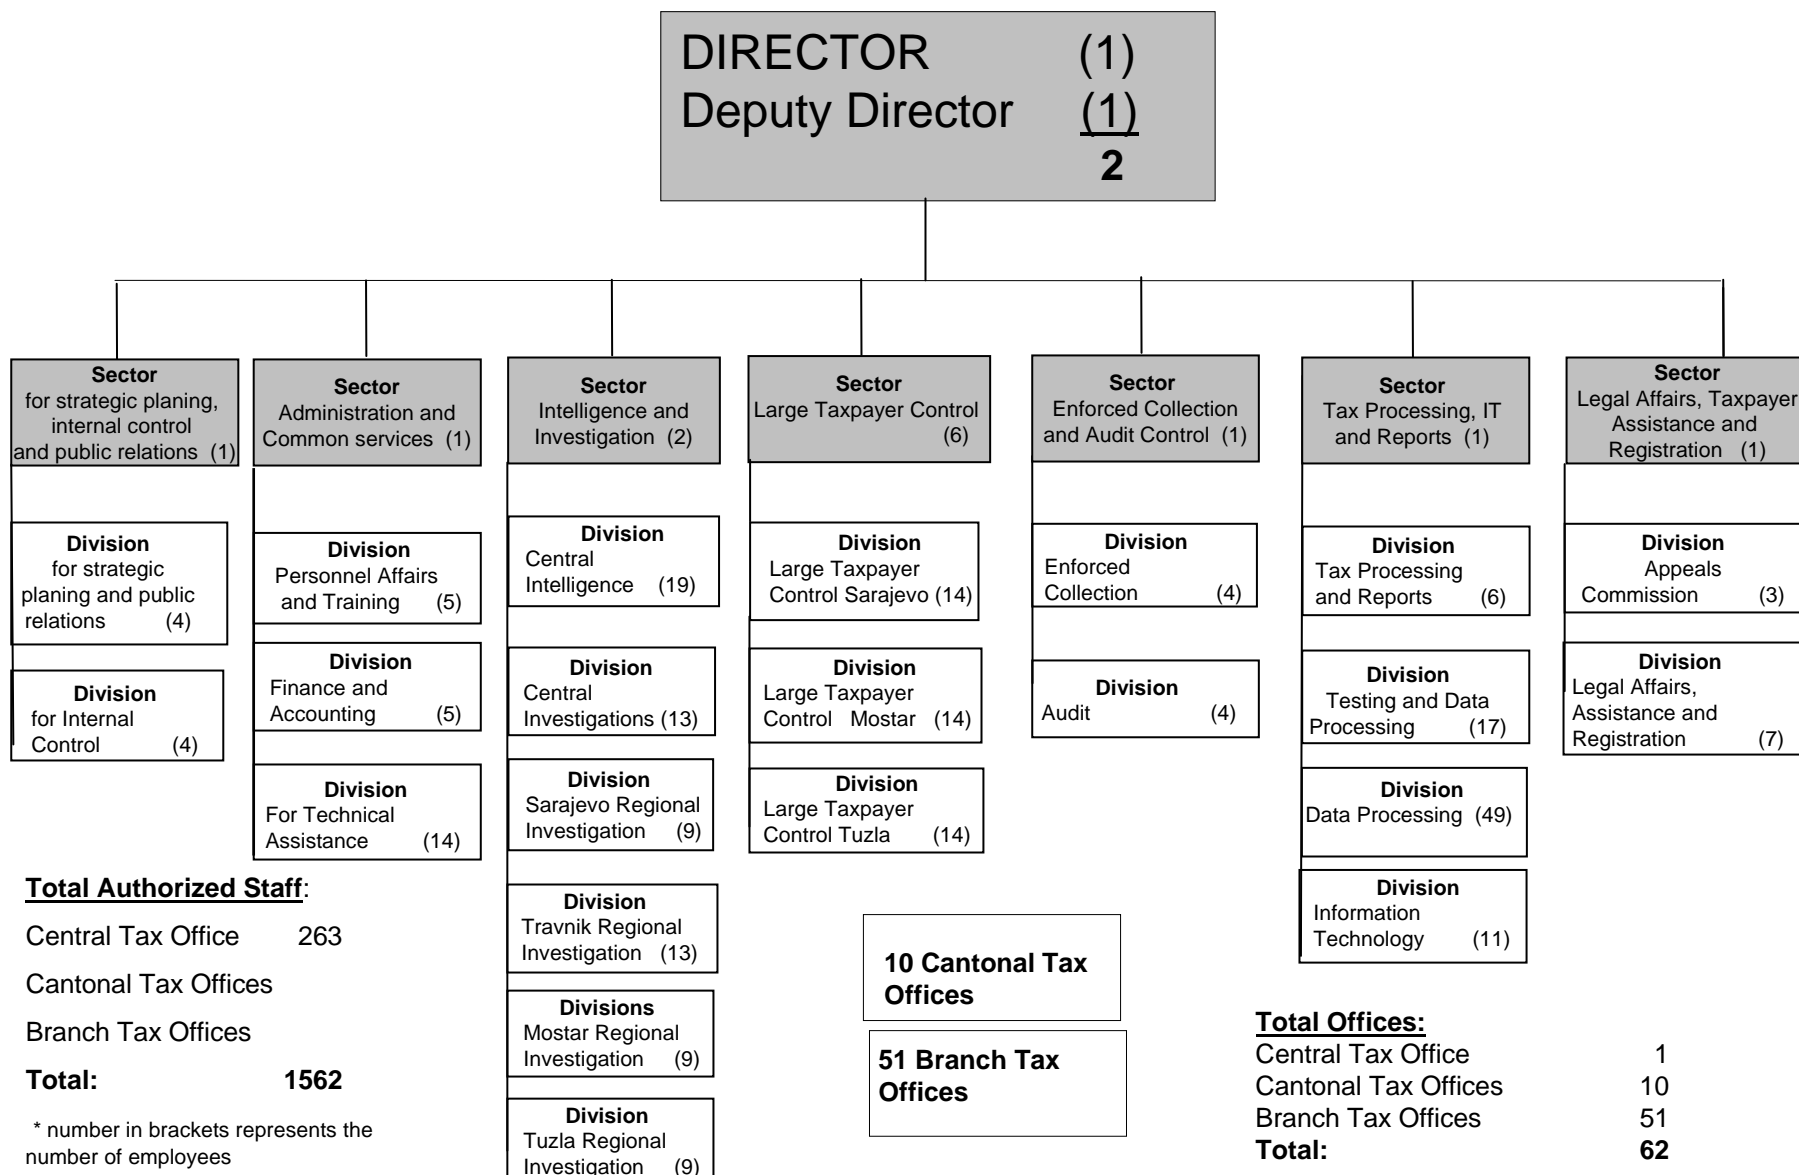 DIRECTOR (1)
Deputy Director (1)
2
Sector
for strategic planing,
internal control
and public relations (1)
Sector
Administration and
Common services (1)
Sector
Intelligence and
Investigation (2)
Sector
Large Taxpayer Control
(6)
Sector
Enforced Collection
and Audit Control (1)
Sector
Tax Processing, IT
and Reports (1)
Sector
Legal Affairs, Taxpayer
Assistance and
Registration (1)
Division
for strategic
planing and public
relations (4)
Division
for Internal
Control (4)
Division
Personnel Affairs
and Training (5)
Division
Finance and
Accounting (5)
Division
For Technical
Assistance (14)
Division
Central
Intelligence (19)
Division
Central
Investigations (13)
Division
Sarajevo Regional
Investigation (9)
Division
Travnik Regional
Investigation (13)
Divisions
Mostar Regional
Investigation (9)
Division
Tuzla Regional
Investigation (9)
Division
Large Taxpayer
Control Sarajevo (14)
Division
Large Taxpayer
Control Mostar (14)
Division
Large Taxpayer
Control Tuzla (14)
Division
Enforced
Collection (4)
Division
Audit (4)
Division
Tax Processing
and Reports (6)
Division
Testing and Data
Processing (17)
Division
Data Processing (49)
Division
Information
Technology (11)
Division
Appeals
Commission (3)
Division
Legal Affairs,
Assistance and
Registration (7)
Total Authorized Staff:
Central Tax Office 263
Cantonal Tax Offices
Branch Tax Offices
Total: 1562
* number in brackets represents the
number of employees
10 Cantonal Tax
Offices
51 Branch Tax
Offices
Total Offices:
Central Tax Office 1
Cantonal Tax Offices 10
Branch Tax Offices 51
Total: 62